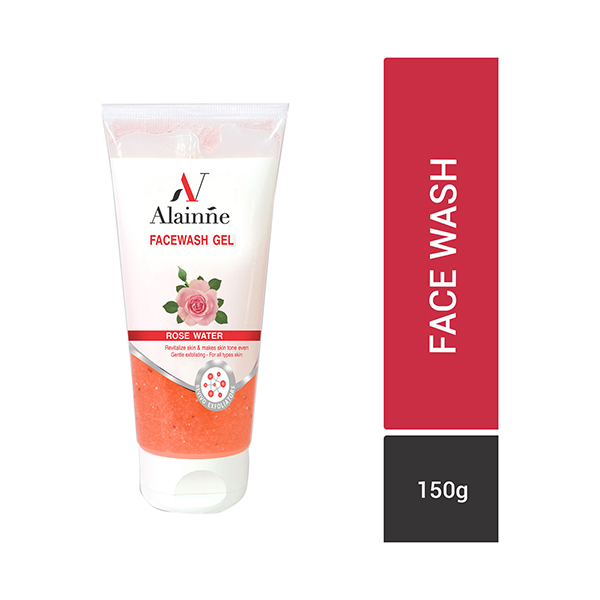 Alainñe
FACEWASH GEL
ROSE WATER
Revitalize skin & makes skin tone even
Gentle exfoliating - For all types skin
FACE WASH
150g